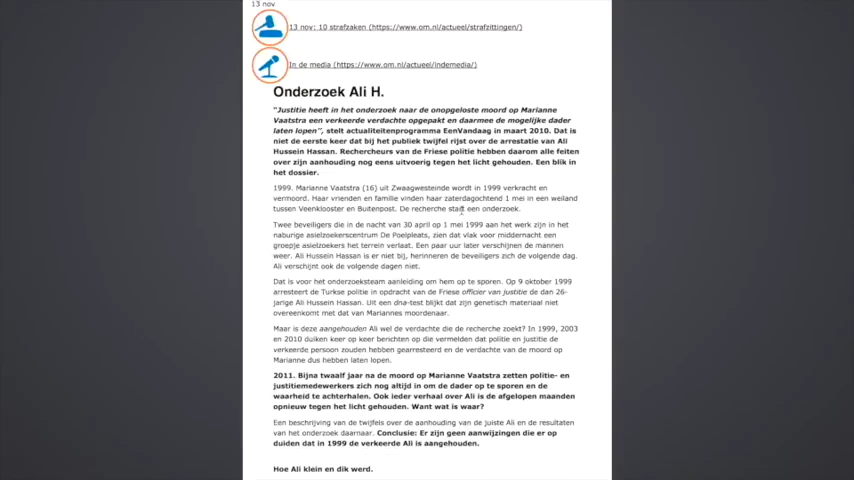 13 nov
13 nov: 10 strafzaken (https://www.om.nl/actueel/strafzittingen/)
In de media (https://www.om.nl/actueel/indemedia/)
Onderzoek Ali H.
"Justitie heeft in het onderzoek naar de onopgeloste moord op Marianne
Vaatstra een verkeerde verdachte opgepakt en daarmee de mogelijke dader
laten lopen", stelt actualiteitenprogramma EenVandaag in maart 2010. Dat is
niet de eerste keer dat bij het publiek twijfel rijst over de arrestatie van Ali
Hussein Hassan. Rechercheurs van de Friese politie hebben daarom alle feiten
over zijn aanhouding nog eens uitvoerig tegen het licht gehouden. Een blik in
het dossier.
1999. Marianne Vaatstra (16) uit Zwaagwesteinde wordt in 1999 verkracht en
vermoord. Haar vrienden en familie vinden haar zaterdagochtend 1 mei in een weiland
tussen Veenklooster en Buitenpost. De recherche start een onderzoek.
Twee beveiligers die in de nacht van 30 april op 1 mei 1999 aan het werk zijn in het
naburige asielzoekerscentrum De Poelpleats, zien dat vlak voor middernacht een
groepje asielzoekers het terrein verlaat. Een paar uur later verschijnen de mannen
weer. Ali Hussein Hassan is er niet bij, herinneren de beveiligers zich de volgende dag.
Ali verschijnt ook de volgende dagen niet.
Dat is voor het onderzoeksteam aanleiding om hem op te sporen. Op 9 oktober 1999
arresteert de Turkse politie in opdracht van de Friese officier van justitie de dan 26-
jarige Ali Hussein Hassan. Uit een dna-test blijkt dat zijn genetisch materiaal niet
overeenkomt met dat van Mariannes moordenaar.
Maar is deze aangehouden Ali wel de verdachte die de recherche zoekt? In 1999, 2003
en 2010 duiken keer op keer berichten op die vermelden dat politie en justitie de
verkeerde persoon zouden hebben gearresteerd en de verdachte van de moord op
Marianne dus hebben laten lopen.
2011. Bijna twaalf jaar na de moord op Marianne Vaatstra zetten politie- en
justitiemedewerkers zich nog altijd in om de dader op te sporen en de
waarheid te achterhalen. Ook ieder verhaal over Ali is de afgelopen maanden
opnieuw tegen het licht gehouden. Want wat is waar?
Een beschrijving van de twijfels over de aanhouding van de juiste Ali en de resultaten
van het onderzoek daarnaar. Conclusie: Er zijn geen aanwijzingen die er op
duiden dat in 1999 de verkeerde Ali is aangehouden.
Hoe Ali klein en dik werd.